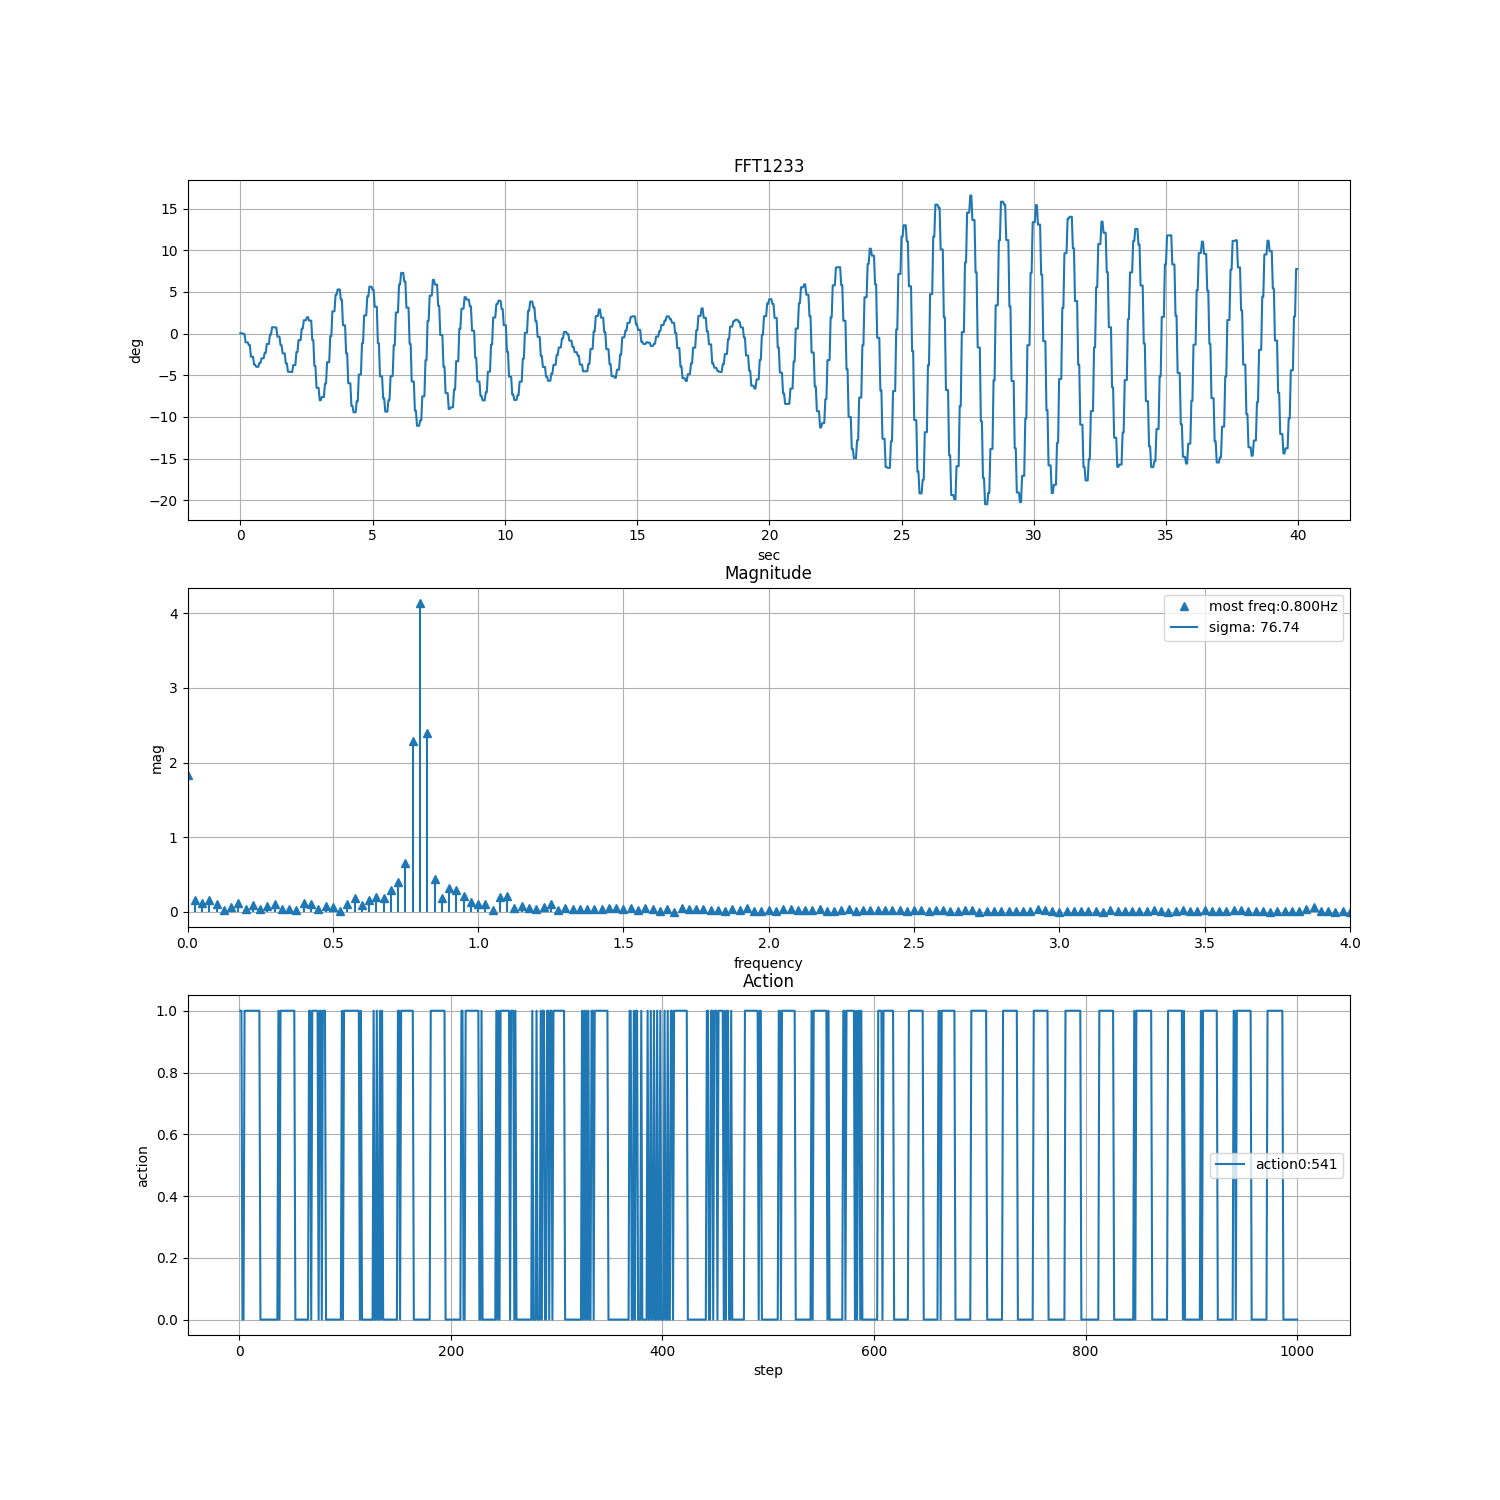 FFT1233
15
10
5
0
−5
−10
−15
−20
deg
0 5 10 15 20 25 30 35 40
sec
Magnitude
most freq:0.800Hz
sigma: 76.74
4
3
2
1
0
mag
0.0 0.5 1.0 1.5 2.0 2.5 3.0 3.5 4.0
frequency
Action
1.0
0.8
0.6
0.4
0.2
0.0
action
action0:541
0 200 400 600 800 1000
step